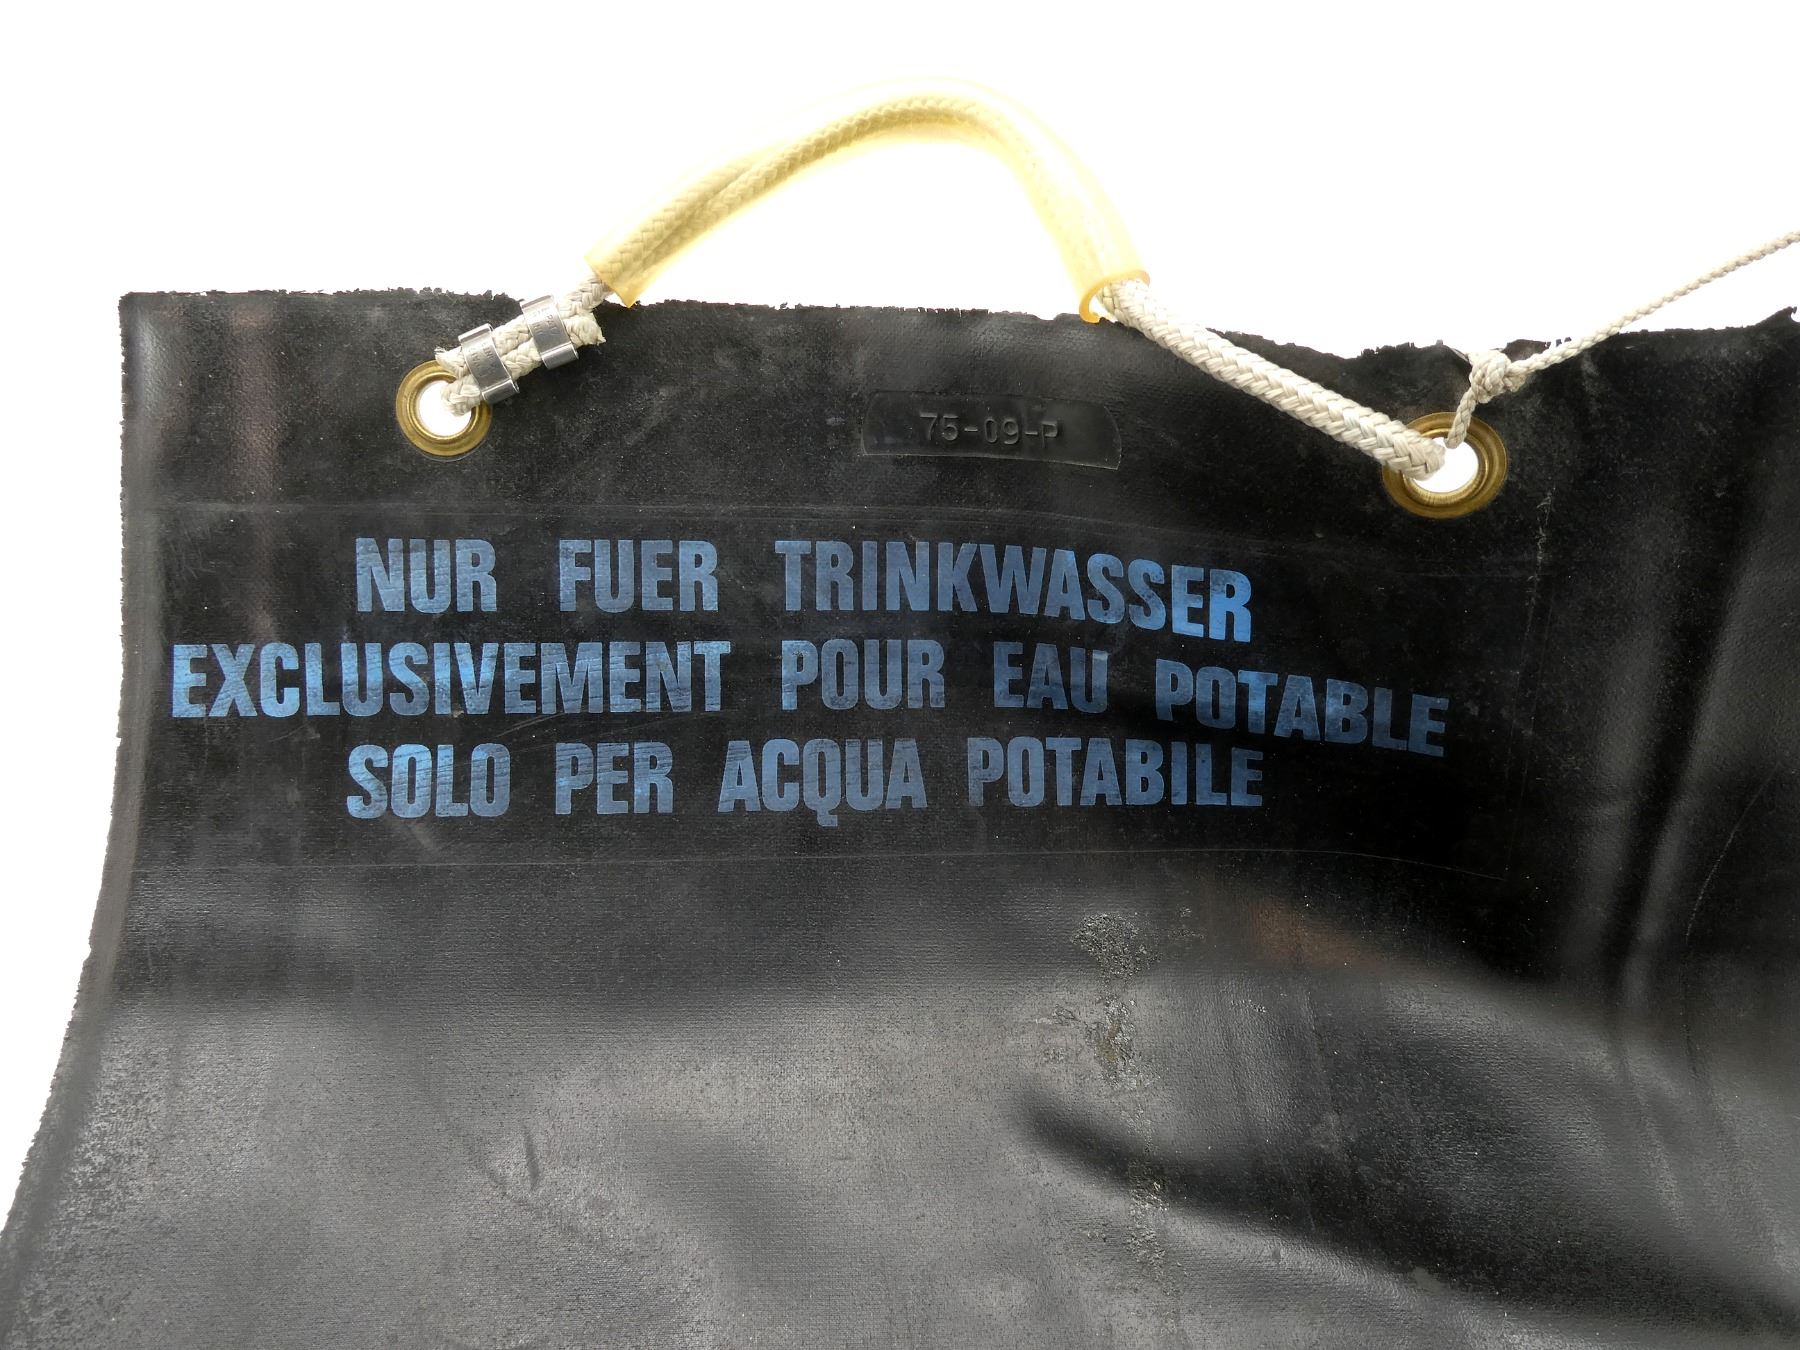 75-09-P
NUR FUER TRINKWASSER
EXCLUSIVEMENT POUR EAU POTABLE
SOLO PER ACQUA POTABILE